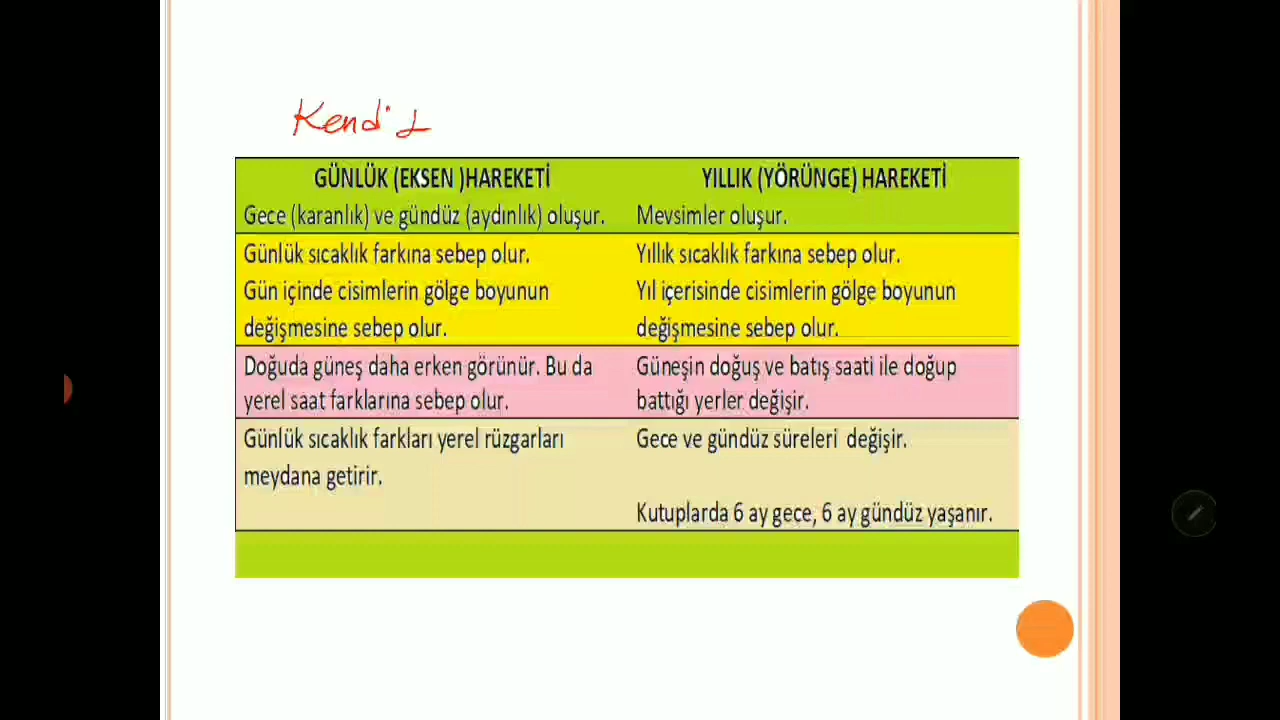 Kendi
GÜNLÜK (EKSEN )HAREKETİ
Gece (karanlık) ve gündüz (aydınlık) oluşur.
Günlük sıcaklık farkına sebep olur.
Gün içinde cisimlerin gölge boyunun
değişmesine sebep olur.
Doğuda güneş daha erken görünür. Bu da
yerel saat farklarına sebep olur.
Günlük sıcaklık farkları yerel rüzgarları
meydana getirir.
YILLIK (YÖRÜNGE) HAREKETİ
Mevsimler oluşur.
Yıllık sıcaklık farkına sebep olur.
Yıl içerisinde cisimlerin gölge boyunun
değişmesine sebep olur.
Güneşin doğuş ve batış saati ile doğup
battığı yerler değişir.
Gece ve gündüz süreleri değişir.
Kutuplarda 6 ay gece, 6 ay gündüz yaşanır.